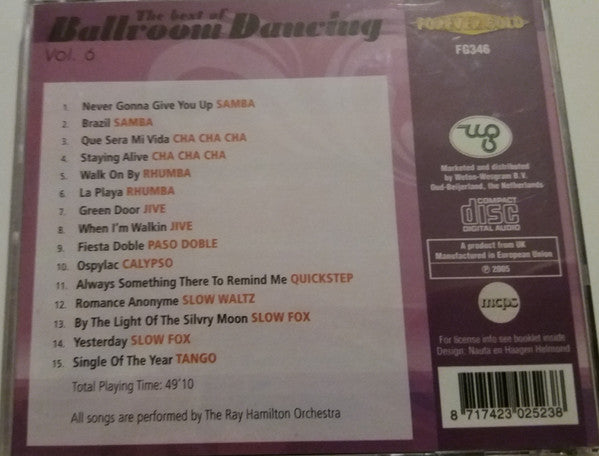 The best of
Ballroom Dancing
Vol. 6
1. Never Gonna Give You Up SAMBA
2. Brazil SAMBA
3. Que Sera Mi Vida CHA CHA CHA
4. Staying Alive CHA CHA CHA
5. Walk On By RHUMBA
6. La Playa RHUMBA
7. Green Door JIVE
8. When I'm Walkin JIVE
9. Fiesta Doble PASO DOBLE
10. Ospylac CALYPSO
11. Always Something There To Remind Me QUICKSTEP
12. Romance Anonyme SLOW WALTZ
13. By The Light Of The Silvry Moon SLOW FOX
14. Yesterday SLOW FOX
15. Single Of The Year TANGO
Total Playing Time: 49'10
All songs are performed by The Ray Hamilton Orchestra
FOREVER GOLD
FG346
wg
Marketed and distributed
by Weton-Wesgram B.V.
Oud-Beijerland, the Netherlands
COMPACT
disc
DIGITAL AUDIO
A product from UK
Manufactured in European Union
℗ 2005
mcps
For license info see booklet inside
Design: Nauta en Haagen Helmond
8 717423 025238